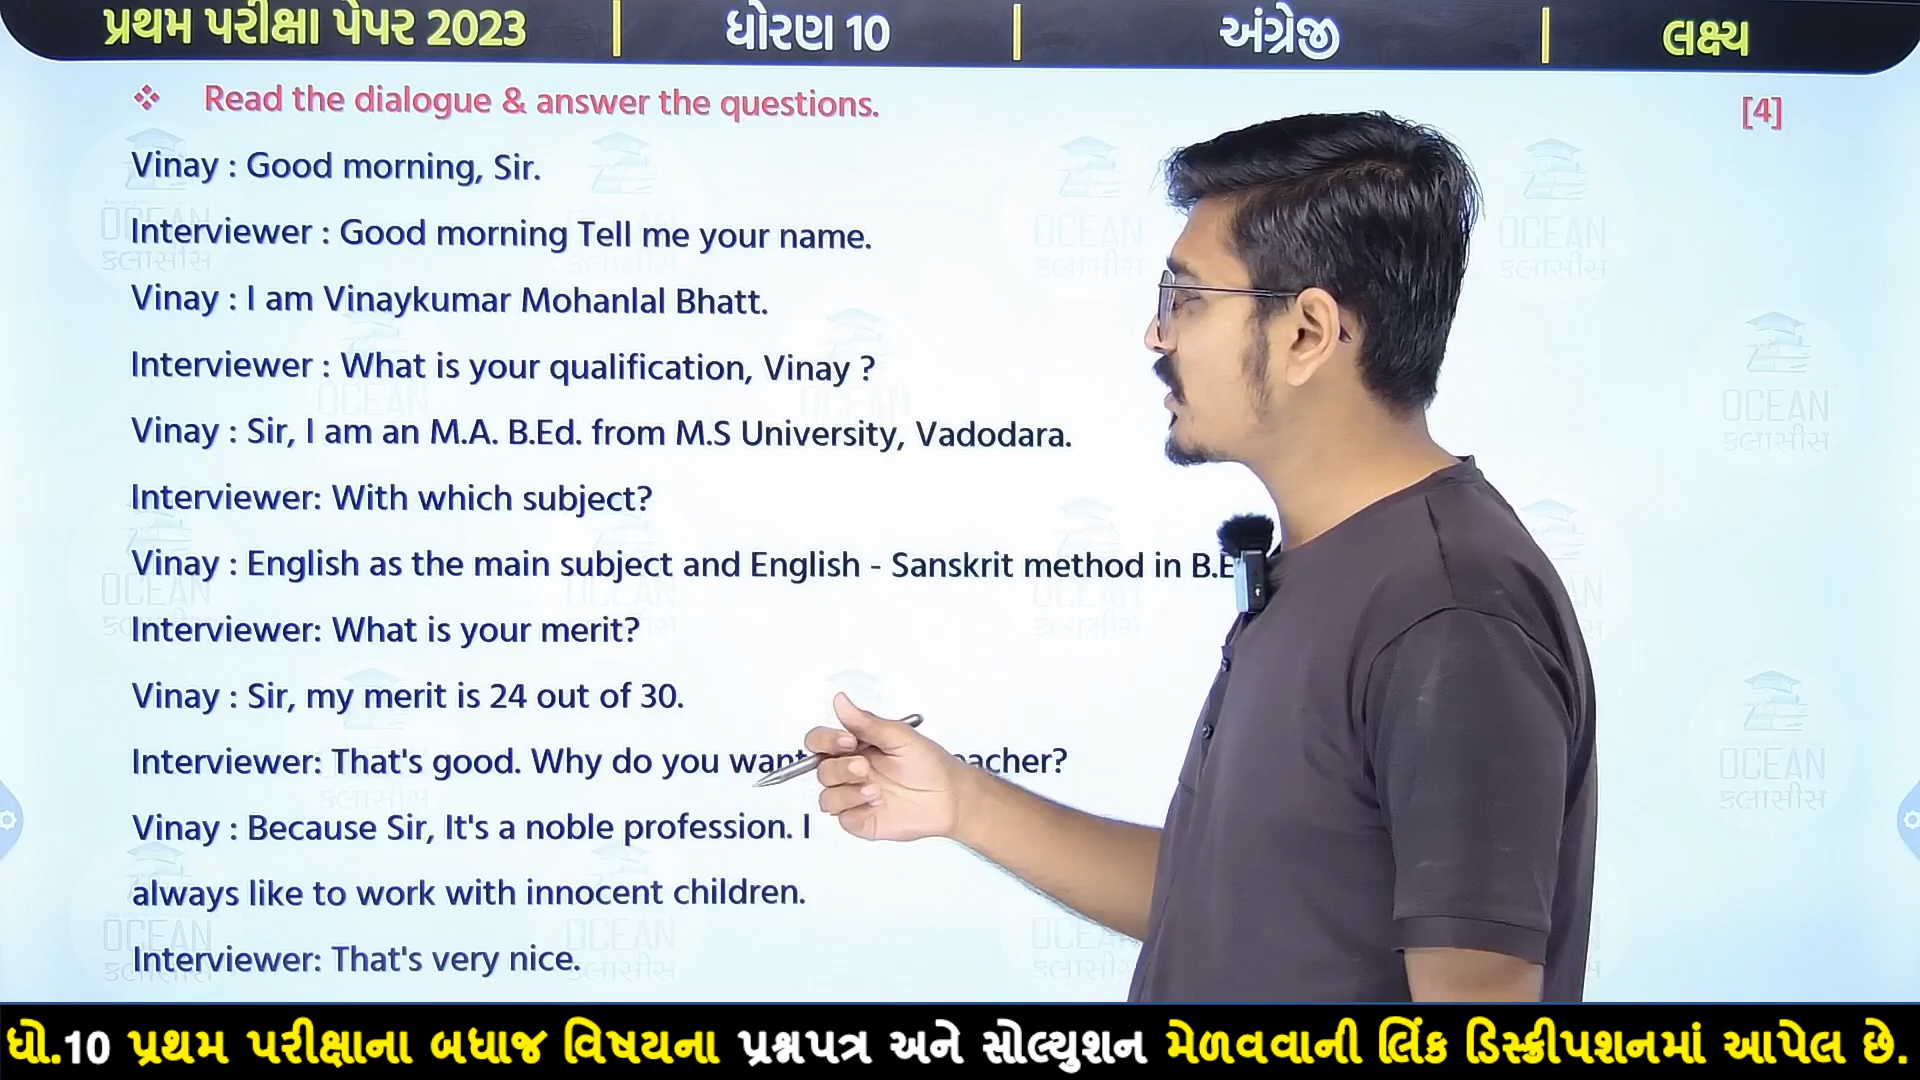 પ્રથમ પરીક્ષા પેપર 2023 | ધોરણ 10 | અંગ્રેજી | લક્ષ્ય
❖ Read the dialogue & answer the questions. [4]
Vinay : Good morning, Sir.
Interviewer : Good morning Tell me your name.
Vinay : I am Vinaykumar Mohanlal Bhatt.
Interviewer : What is your qualification, Vinay ?
Vinay : Sir, I am an M.A. B.Ed. from M.S University, Vadodara.
Interviewer: With which subject?
Vinay : English as the main subject and English - Sanskrit method in
Interviewer: What is your merit?
Vinay : Sir, my merit is 24 out of 30.
Interviewer: That's good. Why do you want
Vinay : Because Sir, It's a noble profession. I
always like to work with innocent children.
Interviewer: That's very nice.
OCEAN
કલાસીસ
ધો.10 પ્રથમ પરીક્ષાના બધાજ વિષયના પ્રશ્નપત્ર અને સોલ્યુશન મેળવવાની લિંક ડિસ્ક્રીપશનમાં આપેલ છે.